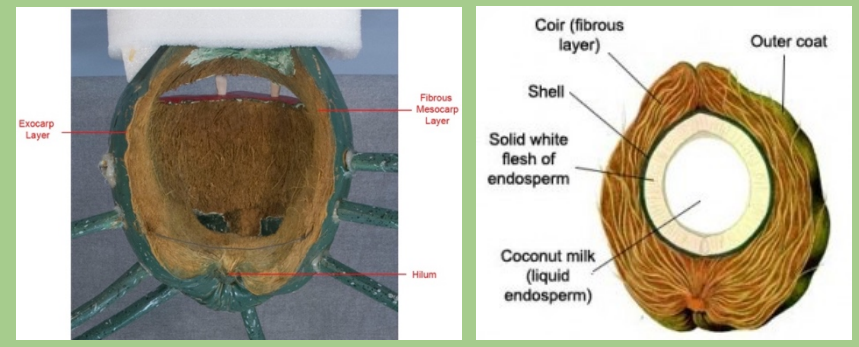 Exocarp
Layer
Fibrous
Mesocarp
Layer
Hilum
Coir (fibrous
layer)
Outer coat
Shell
Solid white
flesh of
endosperm
Coconut milk
(liquid
endosperm)